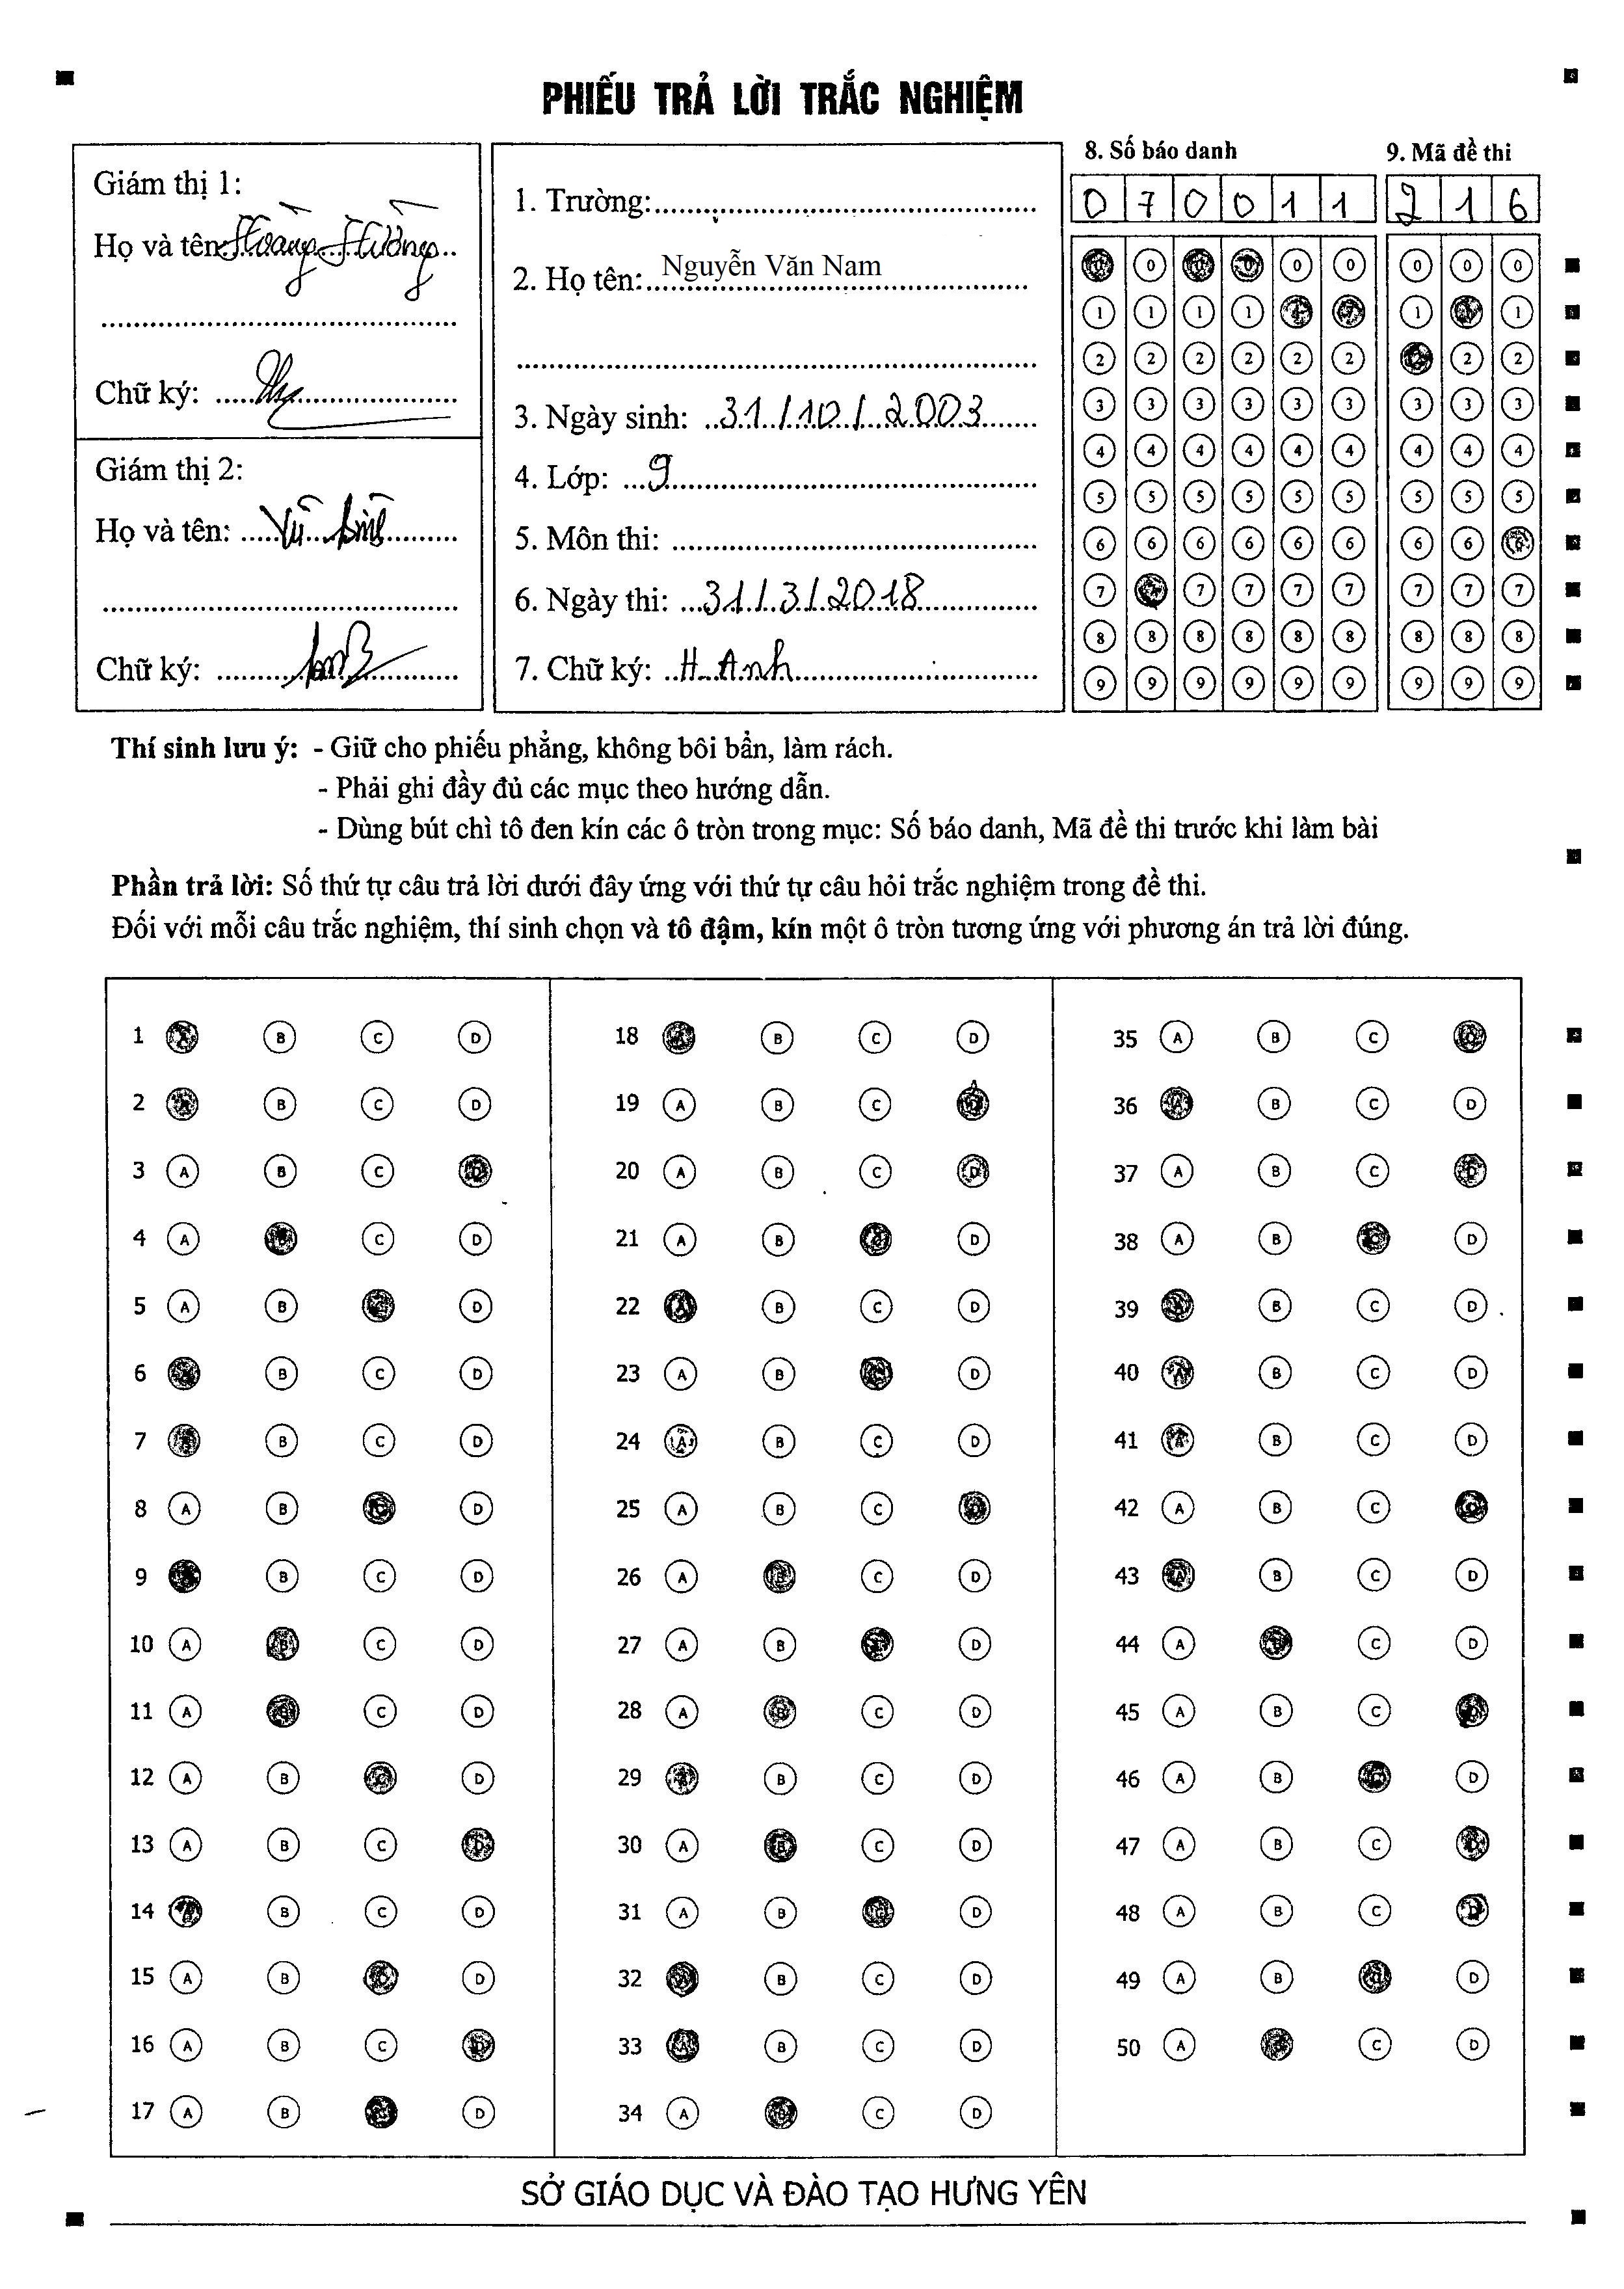 PHIẾU TRẢ LỜI TRẮC NGHIỆM
Giám thị 1:
Họ và tên: Hoàng Hường
Chữ ký:
Giám thị 2:
Họ và tên: Vũ
Chữ ký:
1. Trường:
2. Họ tên: Nguyễn Văn Nam
3. Ngày sinh: 31/10/2003
4. Lớp: 9
5. Môn thi:
6. Ngày thi: 31/3/2018
7. Chữ ký: H. Anh
8. Số báo danh
0 7 0 0 1 1
0 0 0 0 0 0
1 1 1 1 1 1
2 2 2 2 2 2
3 3 3 3 3 3
4 4 4 4 4 4
5 5 5 5 5 5
6 6 6 6 6 6
7 7 7 7 7 7
8 8 8 8 8 8
9 9 9 9 9 9
9. Mã đề thi
2 1 6
0 0 0
1 1 1
2 2 2
3 3 3
4 4 4
5 5 5
6 6 6
7 7 7
8 8 8
9 9 9
Thí sinh lưu ý: - Giữ cho phiếu phẳng, không bôi bẩn, làm rách.
- Phải ghi đầy đủ các mục theo hướng dẫn.
- Dùng bút chì tô đen kín các ô tròn trong mục: Số báo danh, Mã đề thi trước khi làm bài
Phần trả lời: Số thứ tự câu trả lời dưới đây ứng với thứ tự câu hỏi trắc nghiệm trong đề thi.
Đối với mỗi câu trắc nghiệm, thí sinh chọn và tô đậm, kín một ô tròn tương ứng với phương án trả lời đúng.
1 A B C D
2 A B C D
3 A B C D
4 A B C D
5 A B C D
6 A B C D
7 A B C D
8 A B C D
9 A B C D
10 A B C D
11 A B C D
12 A B C D
13 A B C D
14 A B C D
15 A B C D
16 A B C D
17 A B C D
18 A B C D
19 A B C D
20 A B C D
21 A B C D
22 A B C D
23 A B C D
24 A B C D
25 A B C D
26 A B C D
27 A B C D
28 A B C D
29 A B C D
30 A B C D
31 A B C D
32 A B C D
33 A B C D
34 A B C D
35 A B C D
36 A B C D
37 A B C D
38 A B C D
39 A B C D
40 A B C D
41 A B C D
42 A B C D
43 A B C D
44 A B C D
45 A B C D
46 A B C D
47 A B C D
48 A B C D
49 A B C D
50 A B C D
SỞ GIÁO DỤC VÀ ĐÀO TẠO HƯNG YÊN